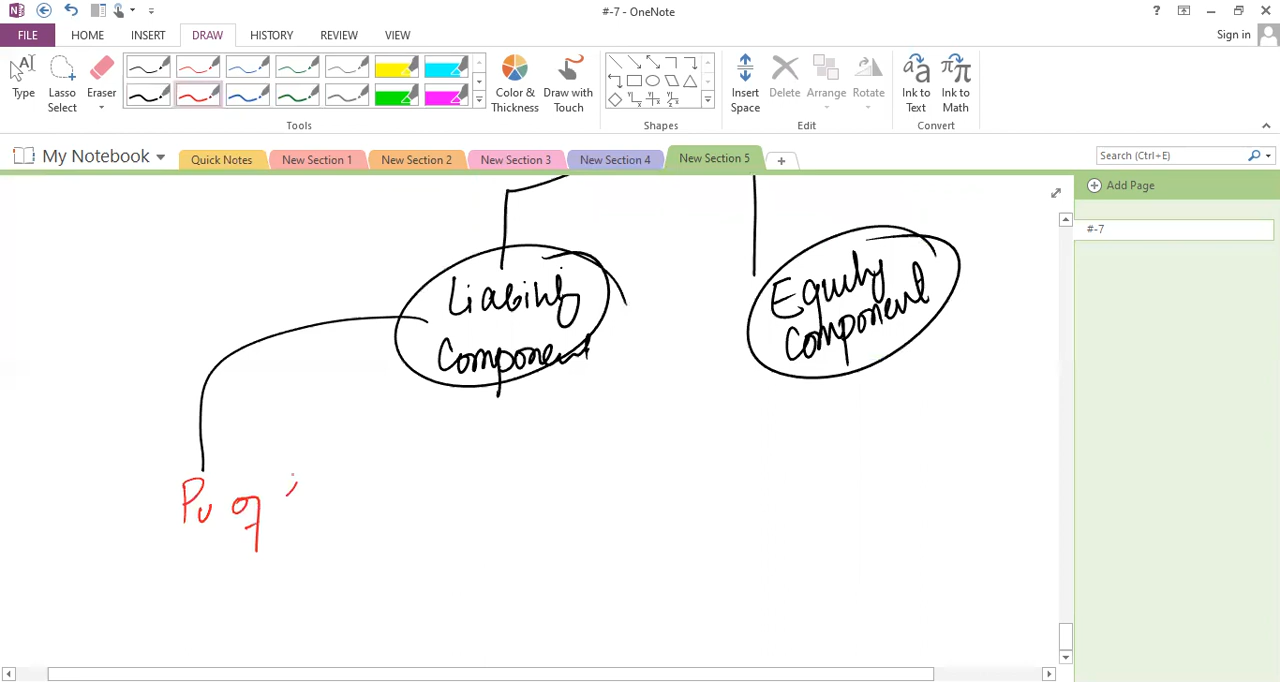 #-7 - OneNote
FILE HOME INSERT DRAW HISTORY REVIEW VIEW
Sign in
Type
Lasso Select
Eraser
Color & Thickness
Draw with Touch
Insert Space
Delete
Arrange
Rotate
Ink to Text
Ink to Math
Tools
Shapes
Edit
Convert
My Notebook
Quick Notes
New Section 1
New Section 2
New Section 3
New Section 4
New Section 5
Search (Ctrl+E)
Add Page
#-7
Liability
Component
Equity
Component
Pv of